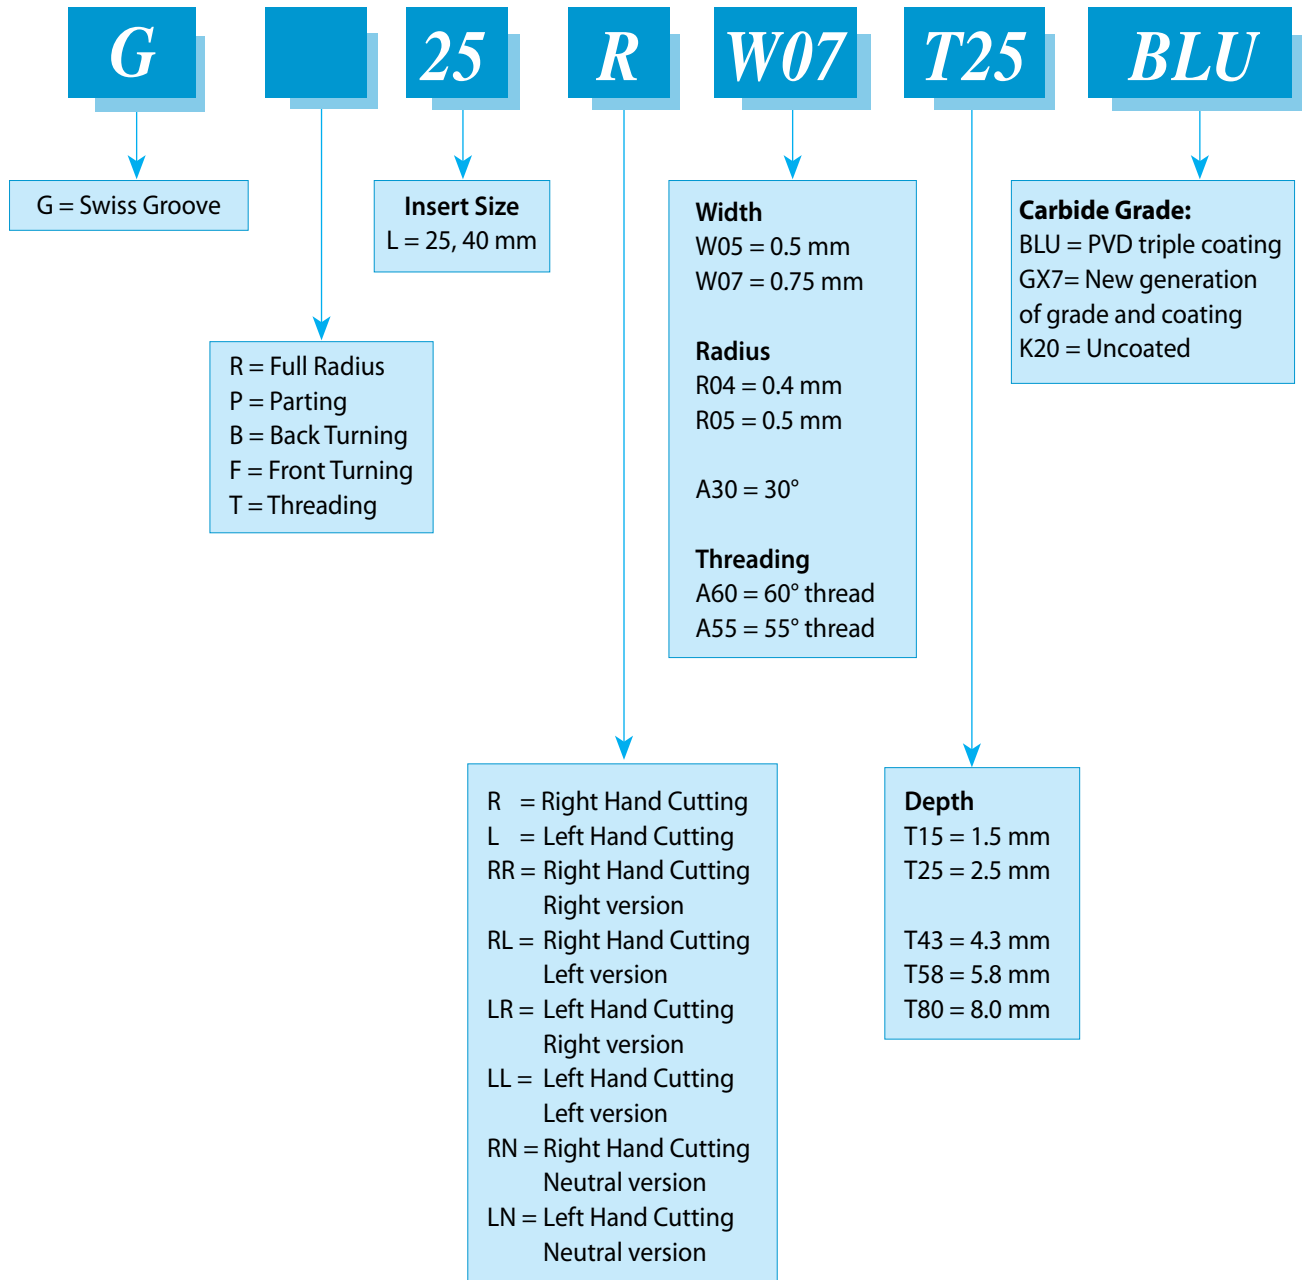 G 25 R W07 T25 BLU
G = Swiss Groove
R = Full Radius
P = Parting
B = Back Turning
F = Front Turning
T = Threading
Insert Size
L = 25, 40 mm
R = Right Hand Cutting
L = Left Hand Cutting
RR = Right Hand Cutting
Right version
RL = Right Hand Cutting
Left version
LR = Left Hand Cutting
Right version
LL = Left Hand Cutting
Left version
RN = Right Hand Cutting
Neutral version
LN = Left Hand Cutting
Neutral version
Width
W05 = 0.5 mm
W07 = 0.75 mm
Radius
R04 = 0.4 mm
R05 = 0.5 mm
A30 = 30°
Threading
A60 = 60° thread
A55 = 55° thread
Depth
T15 = 1.5 mm
T25 = 2.5 mm
T43 = 4.3 mm
T58 = 5.8 mm
T80 = 8.0 mm
Carbide Grade:
BLU = PVD triple coating
GX7= New generation
of grade and coating
K20 = Uncoated